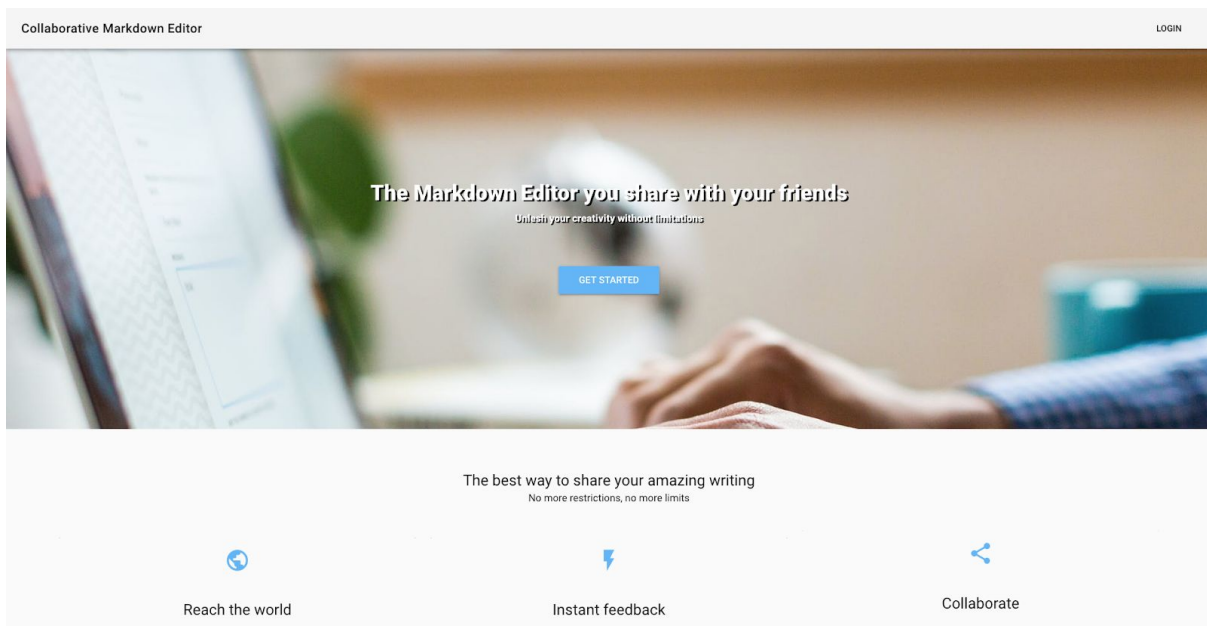 Collaborative Markdown Editor
LOGIN
The Markdown Editor you share with your friends
Unlesh your creativity without limitations
GET STARTED
The best way to share your amazing writing
No more restrictions, no more limits
Reach the world
Instant feedback
Collaborate